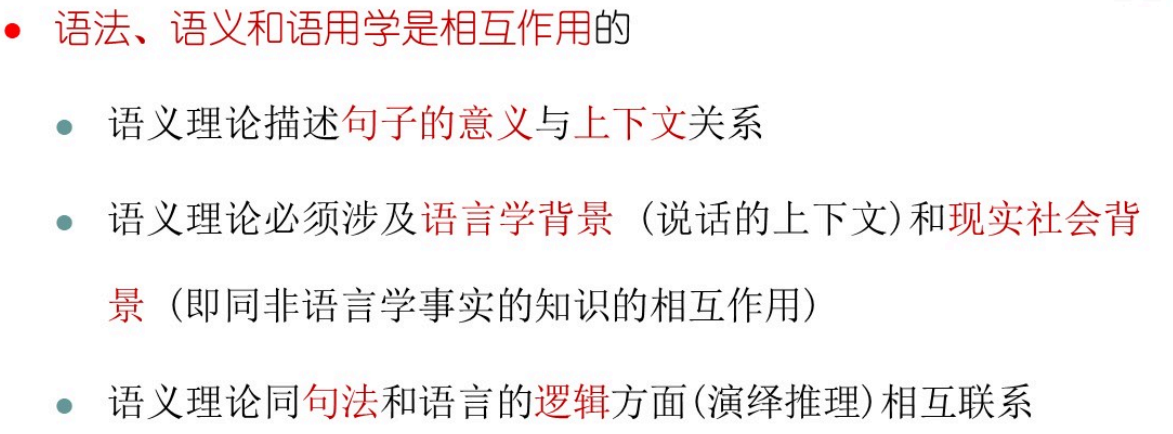 ● 语法、语义和语用学是相互作用的
● 语义理论描述句子的意义与上下文关系
● 语义理论必须涉及语言学背景 (说话的上下文)和现实社会背
景 (即同非语言学事实的知识的相互作用)
● 语义理论同句法和语言的逻辑方面(演绎推理)相互联系